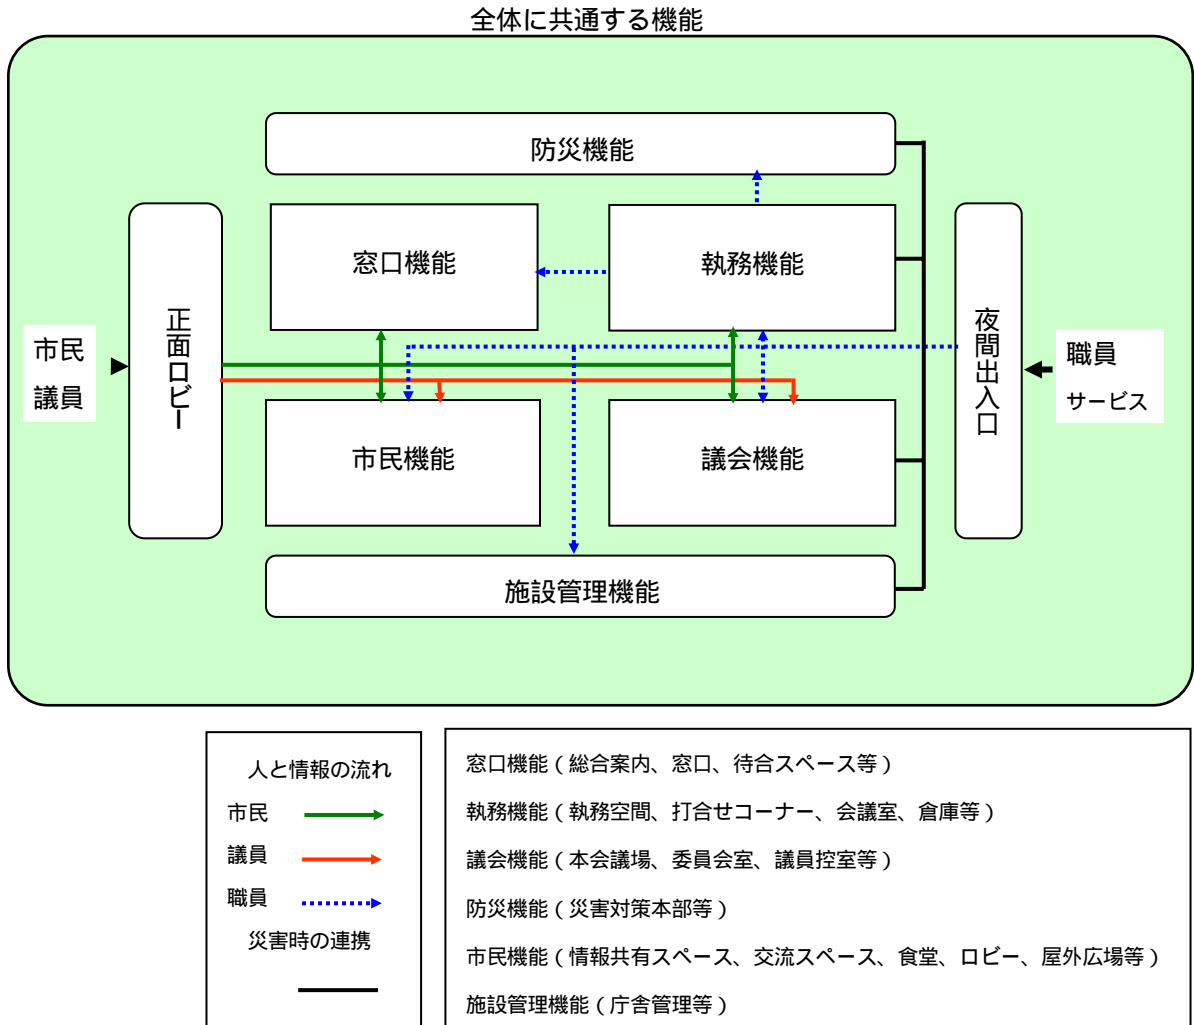 全体に共通する機能
防災機能
窓口機能
執務機能
正面ロビー
市民
議員
夜間出入口
職員
サービス
市民機能
議会機能
施設管理機能
人と情報の流れ
市民
議員
職員
災害時の連携
窓口機能（総合案内、窓口、待合スペース等）
執務機能（執務空間、打合せコーナー、会議室、倉庫等）
議会機能（本会議場、委員会室、議員控室等）
防災機能（災害対策本部等）
市民機能（情報共有スペース、交流スペース、食堂、ロビー、屋外広場等）
施設管理機能（庁舎管理等）